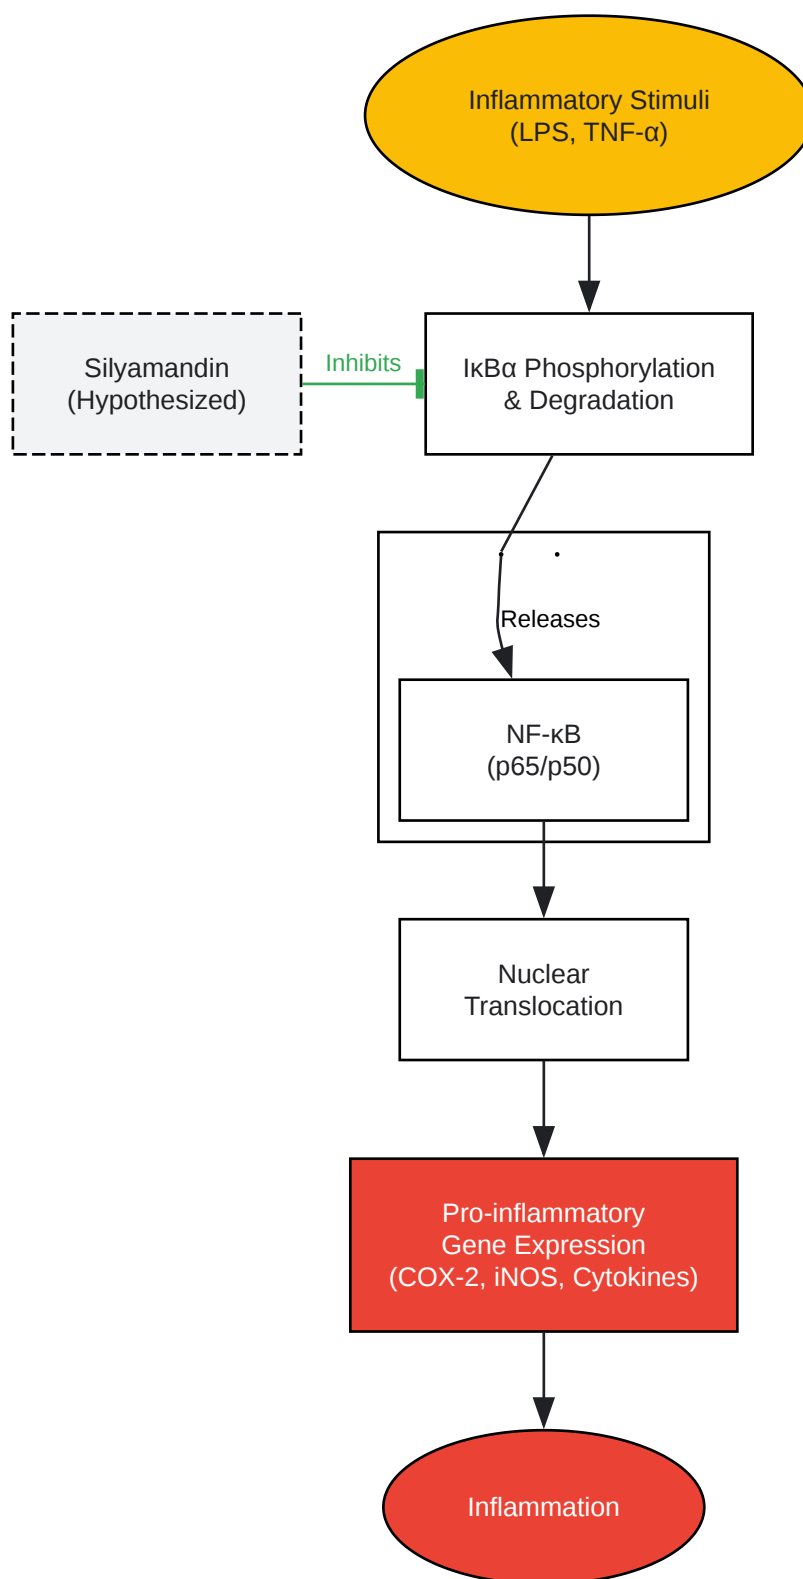 Inflammatory Stimuli
(LPS, TNF-α)
Silyamandin
(Hypothesized)
Inhibits
IκBα Phosphorylation
& Degradation
Releases
NF-κB
(p65/p50)
Nuclear
Translocation
Pro-inflammatory
Gene Expression
(COX-2, iNOS, Cytokines)
Inflammation